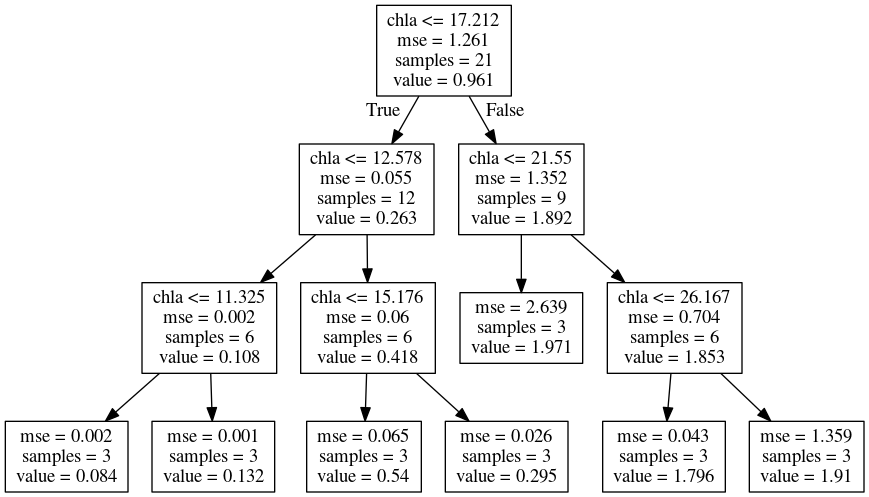 chla <= 17.212
mse = 1.261
samples = 21
value = 0.961
True
False
chla <= 12.578
mse = 0.055
samples = 12
value = 0.263
chla <= 21.55
mse = 1.352
samples = 9
value = 1.892
chla <= 11.325
mse = 0.002
samples = 6
value = 0.108
chla <= 15.176
mse = 0.06
samples = 6
value = 0.418
mse = 2.639
samples = 3
value = 1.971
chla <= 26.167
mse = 0.704
samples = 6
value = 1.853
mse = 0.002
samples = 3
value = 0.084
mse = 0.001
samples = 3
value = 0.132
mse = 0.065
samples = 3
value = 0.54
mse = 0.026
samples = 3
value = 0.295
mse = 0.043
samples = 3
value = 1.796
mse = 1.359
samples = 3
value = 1.91